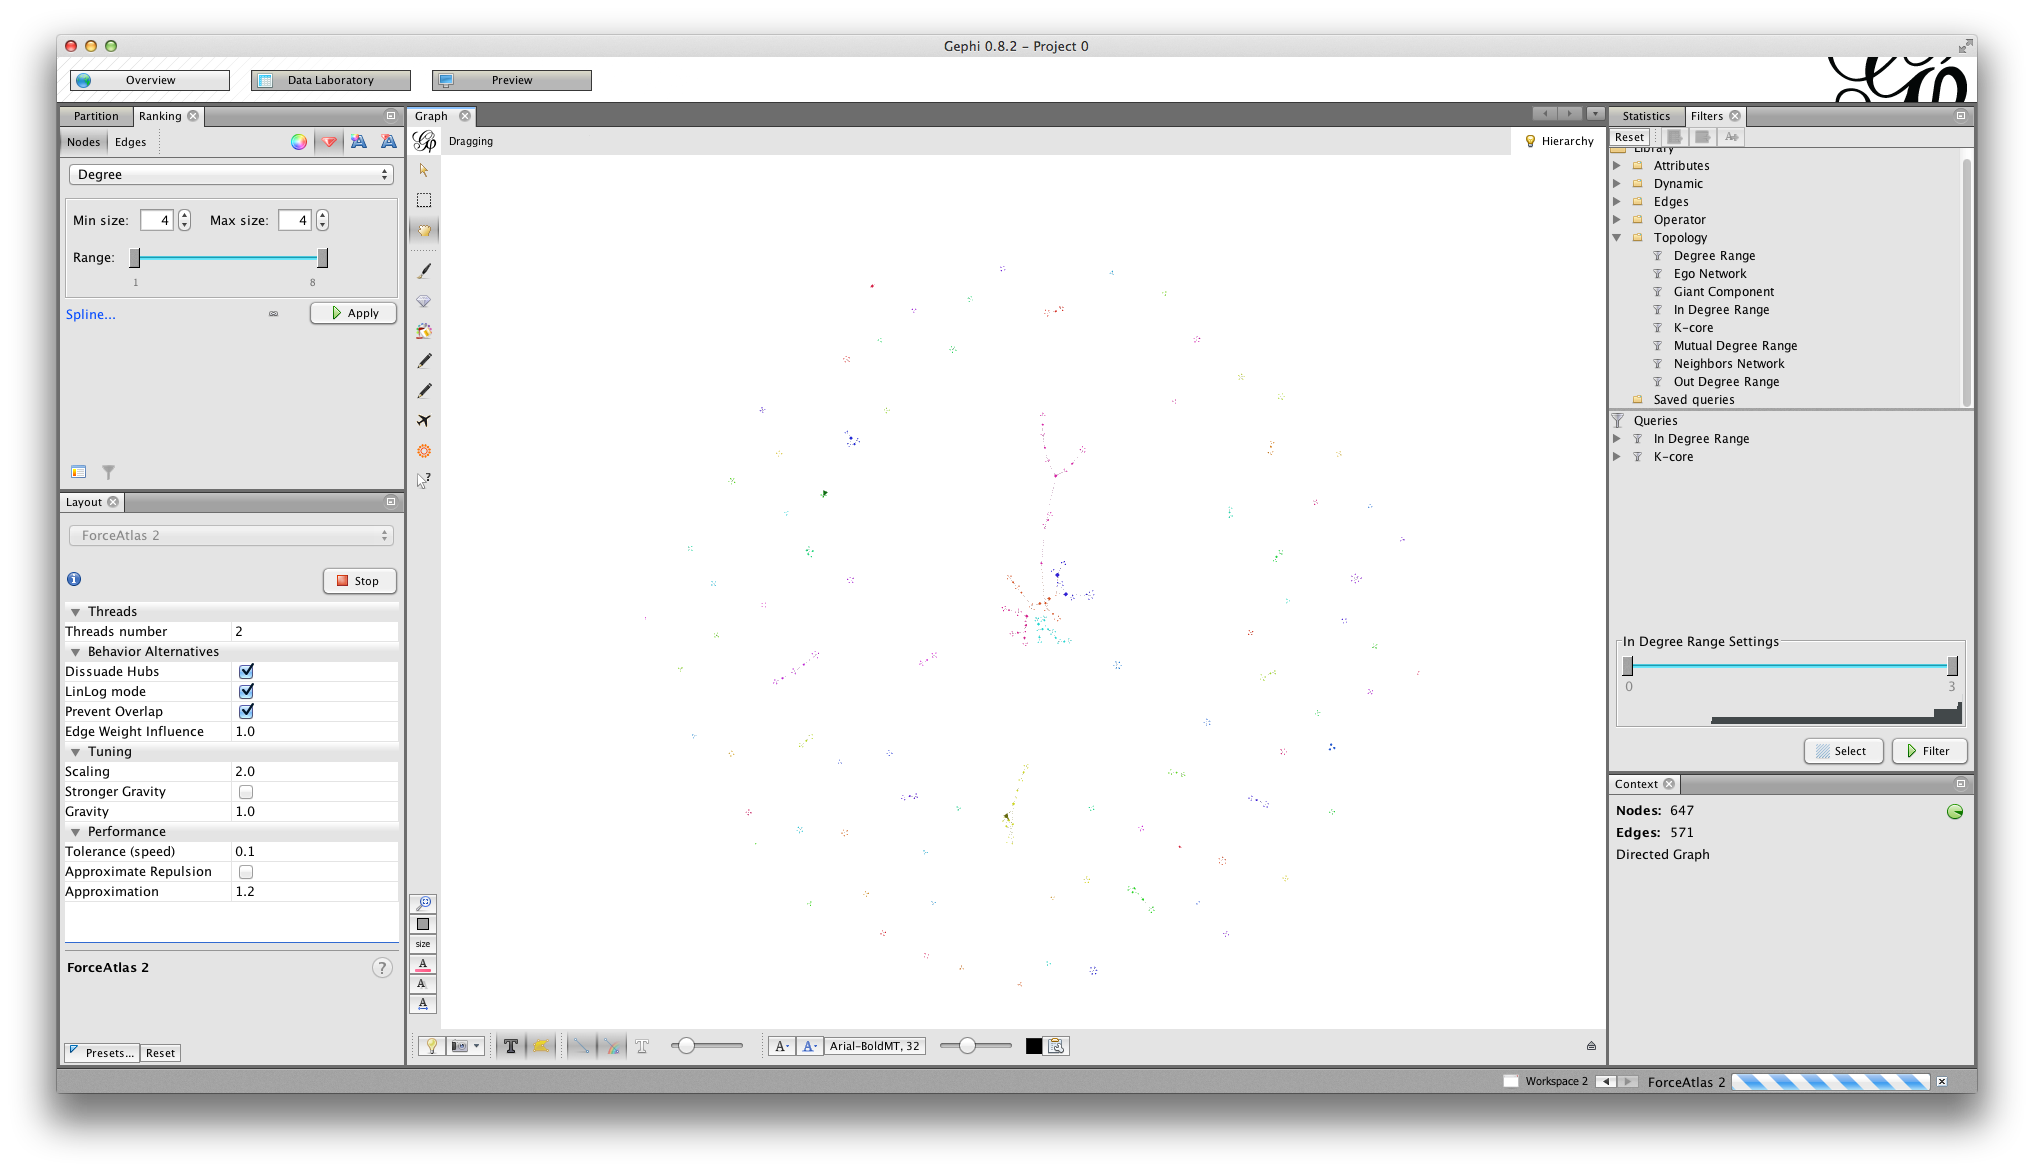 Gephi 0.8.2 – Project 0
Overview
Data Laboratory
Preview
Partition
Ranking
Nodes
Edges
Degree
Min size: 4 Max size: 4
Range:
1 8
Spline...
Apply
Layout
ForceAtlas 2
Stop
Threads
Threads number 2
Behavior Alternatives
Dissuade Hubs
LinLog mode
Prevent Overlap
Edge Weight Influence 1.0
Tuning
Scaling 2.0
Stronger Gravity
Gravity 1.0
Performance
Tolerance (speed) 0.1
Approximate Repulsion
Approximation 1.2
ForceAtlas 2
?
Presets...
Reset
Graph
Dragging
Hierarchy
size
A
A
A
T
T
A
A
Arial-BoldMT, 32
Statistics
Filters
Reset
Library
Attributes
Dynamic
Edges
Operator
Topology
Degree Range
Ego Network
Giant Component
In Degree Range
K-core
Mutual Degree Range
Neighbors Network
Out Degree Range
Saved queries
Queries
In Degree Range
K-core
In Degree Range Settings
0 3
Select
Filter
Context
Nodes: 647
Edges: 571
Directed Graph
Workspace 2
ForceAtlas 2